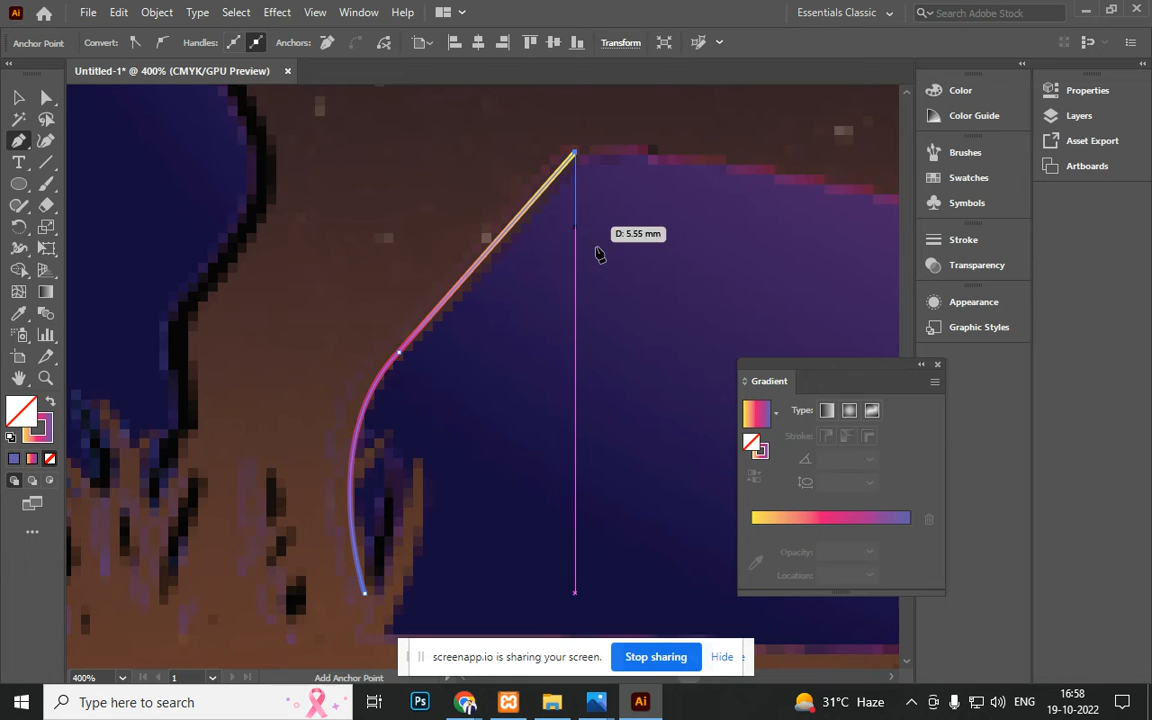 Ai File Edit Object Type Select Effect View Window Help Essentials Classic Search Adobe Stock
Anchor Point Convert: Handles: Anchors: Transform
Untitled-1* @ 400% (CMYK/GPU Preview)
Color
Color Guide
Brushes
Swatches
Symbols
Stroke
Transparency
Appearance
Graphic Styles
Properties
Layers
Asset Export
Artboards
D: 5.55 mm
Gradient
Type:
Stroke:
Opacity:
Location:
screenapp.io is sharing your screen. Stop sharing Hide
400% 1 Add Anchor Point
Type here to search Ps Ai 31°C Haze ENG 16:58
19-10-2022